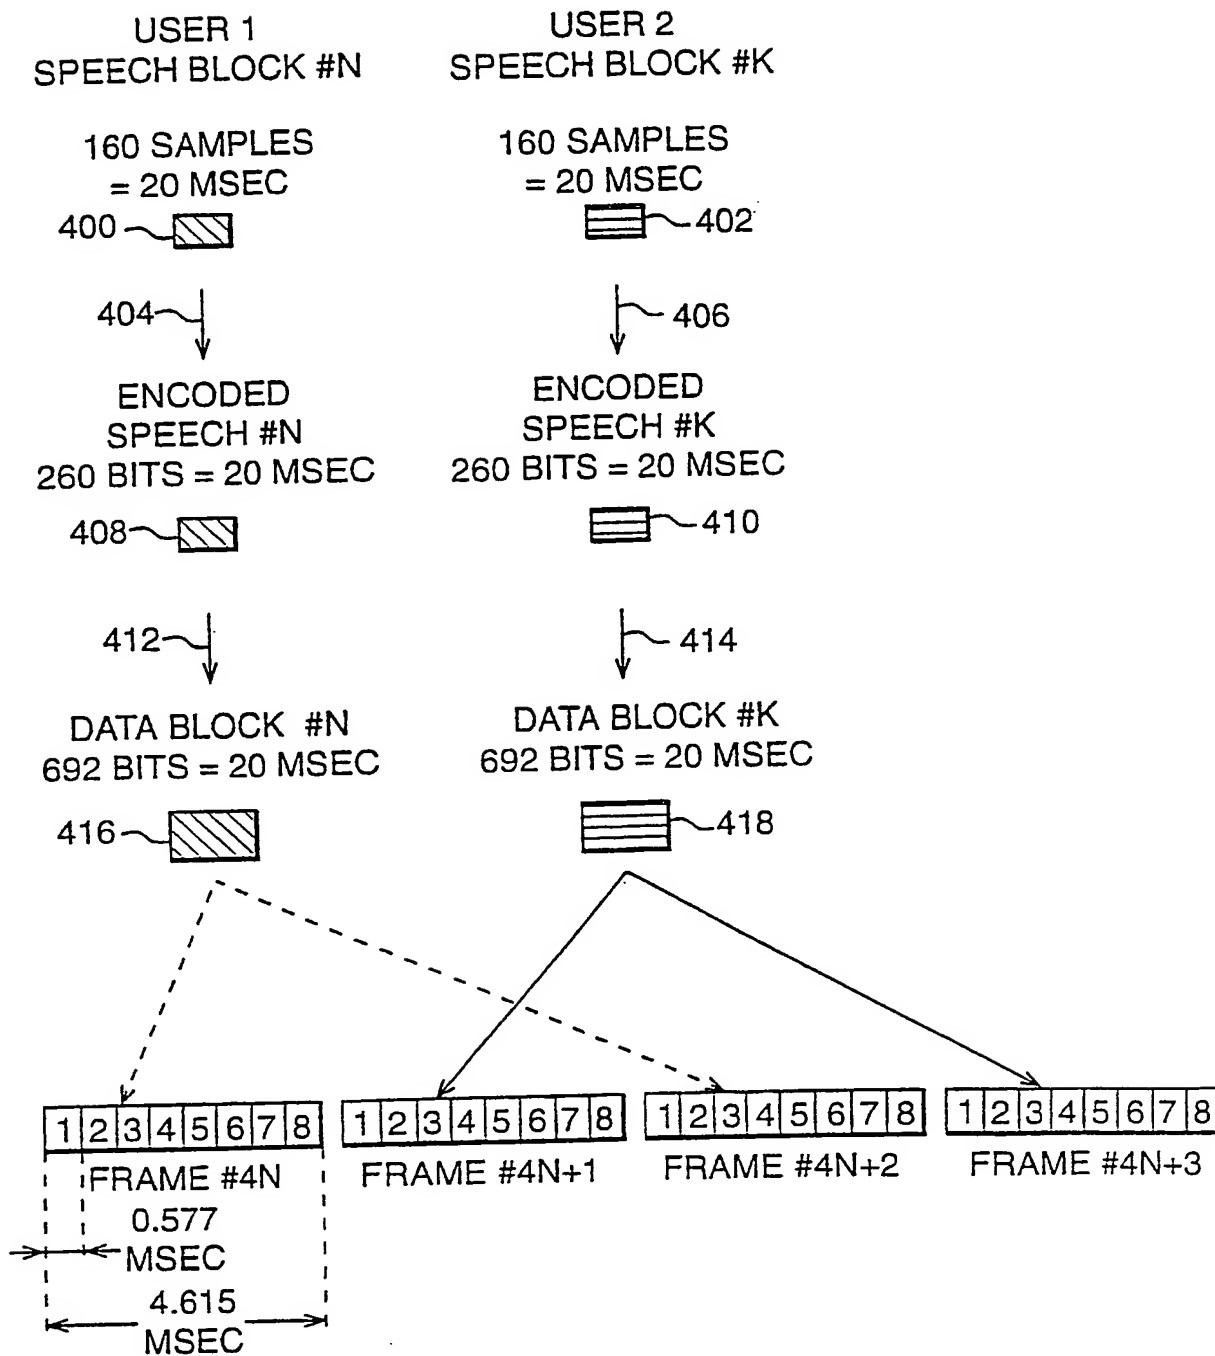 USER 1
SPEECH BLOCK #N
160 SAMPLES
= 20 MSEC
400
404
ENCODED
SPEECH #N
260 BITS = 20 MSEC
408
412
DATA BLOCK #N
692 BITS = 20 MSEC
416
USER 2
SPEECH BLOCK #K
160 SAMPLES
= 20 MSEC
402
406
ENCODED
SPEECH #K
260 BITS = 20 MSEC
410
414
DATA BLOCK #K
692 BITS = 20 MSEC
418
1 2 3 4 5 6 7 8
FRAME #4N
1 2 3 4 5 6 7 8
FRAME #4N+1
1 2 3 4 5 6 7 8
FRAME #4N+2
1 2 3 4 5 6 7 8
FRAME #4N+3
0.577
MSEC
4.615
MSEC